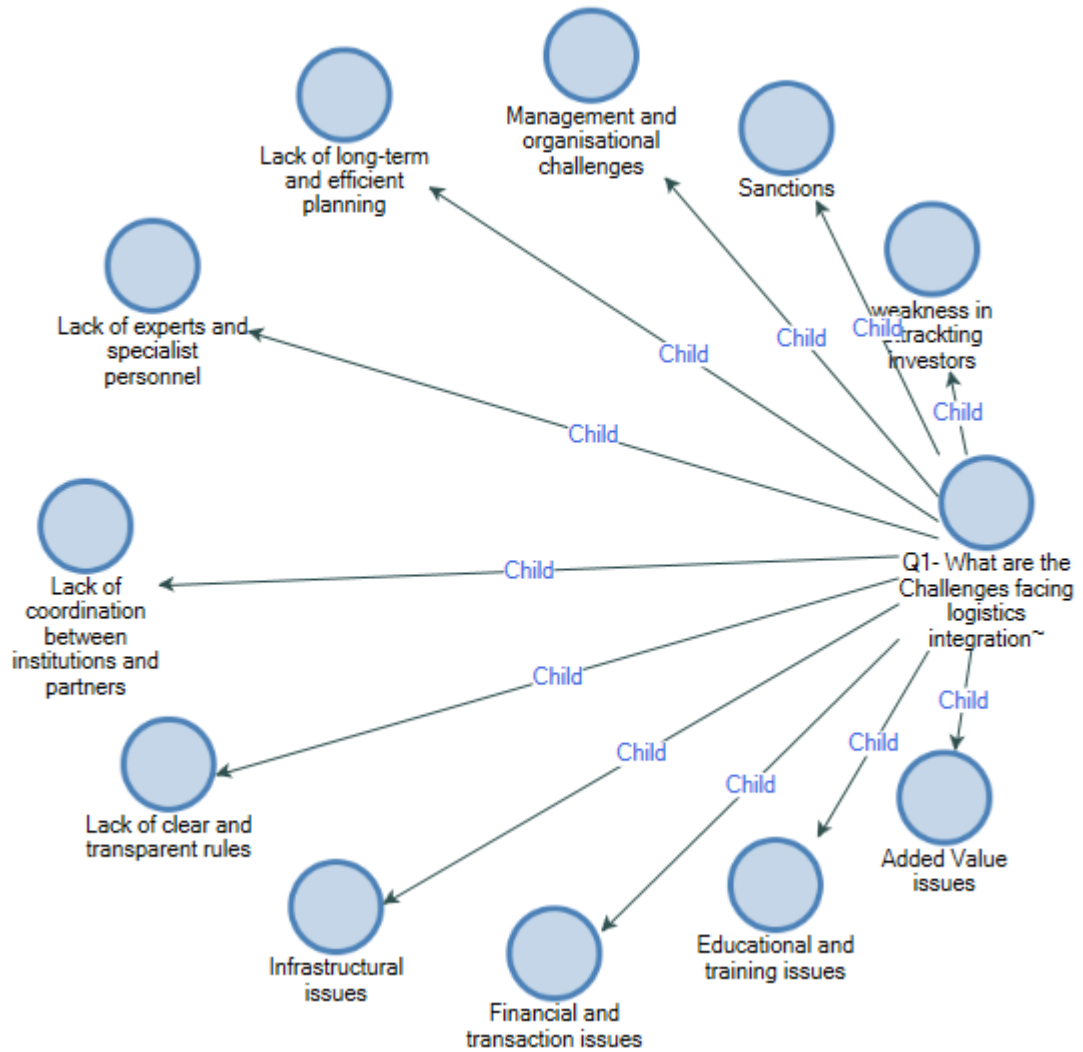 Management and
organisational
challenges
Lack of long-term
and efficient
planning
Sanctions
weakness in
ttrackting
investors
Lack of experts and
specialist
personnel
Child
Child
Child
Child
Child
Child
Q1- What are the
Challenges facing
logistics
integration~
Lack of
coordination
between
institutions and
partners
Child
Child
Child
Child
Child
Lack of clear and
transparent rules
Added Value
issues
Educational and
training issues
Infrastructural
issues
Financial and
transaction issues